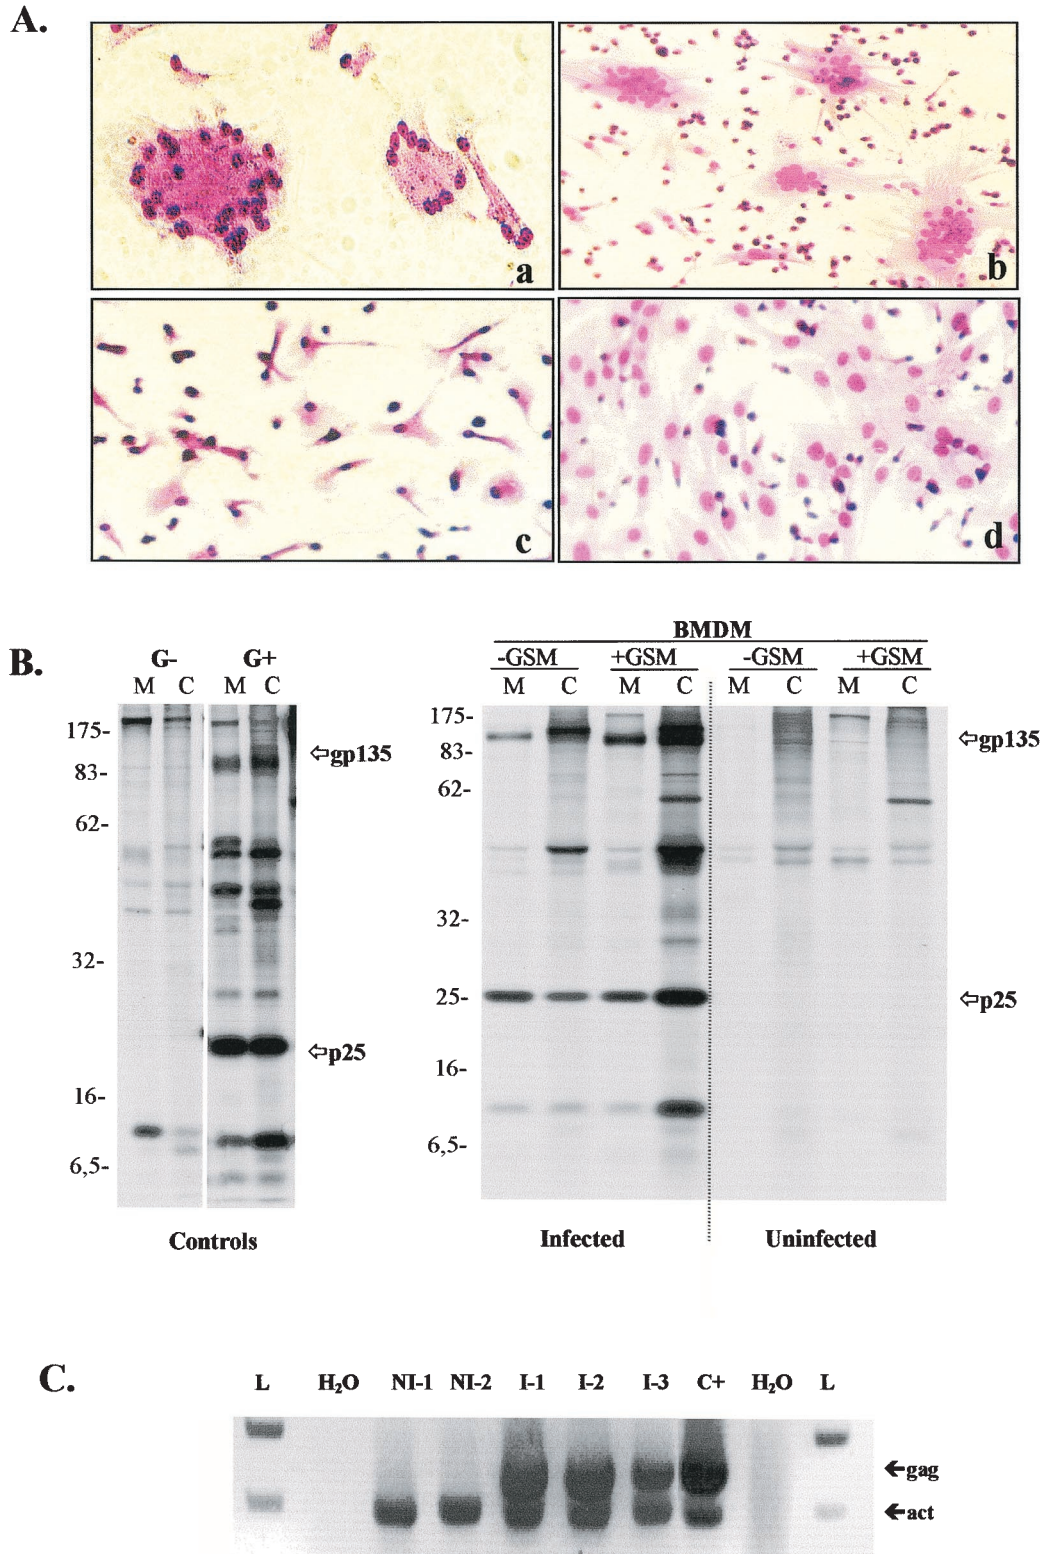 A.
a
b
c
d
B.
G- G+
M C M C
175-
83-
62-
32-
16-
6,5-
⇦gp135
⇦p25
Controls
BMDM
-GSM +GSM -GSM +GSM
M C M C M C M C
175-
83-
62-
32-
25-
16-
6,5-
⇦gp135
⇦p25
Infected Uninfected
C.
L H₂O NI-1 NI-2 I-1 I-2 I-3 C+ H₂O L
←gag
←act